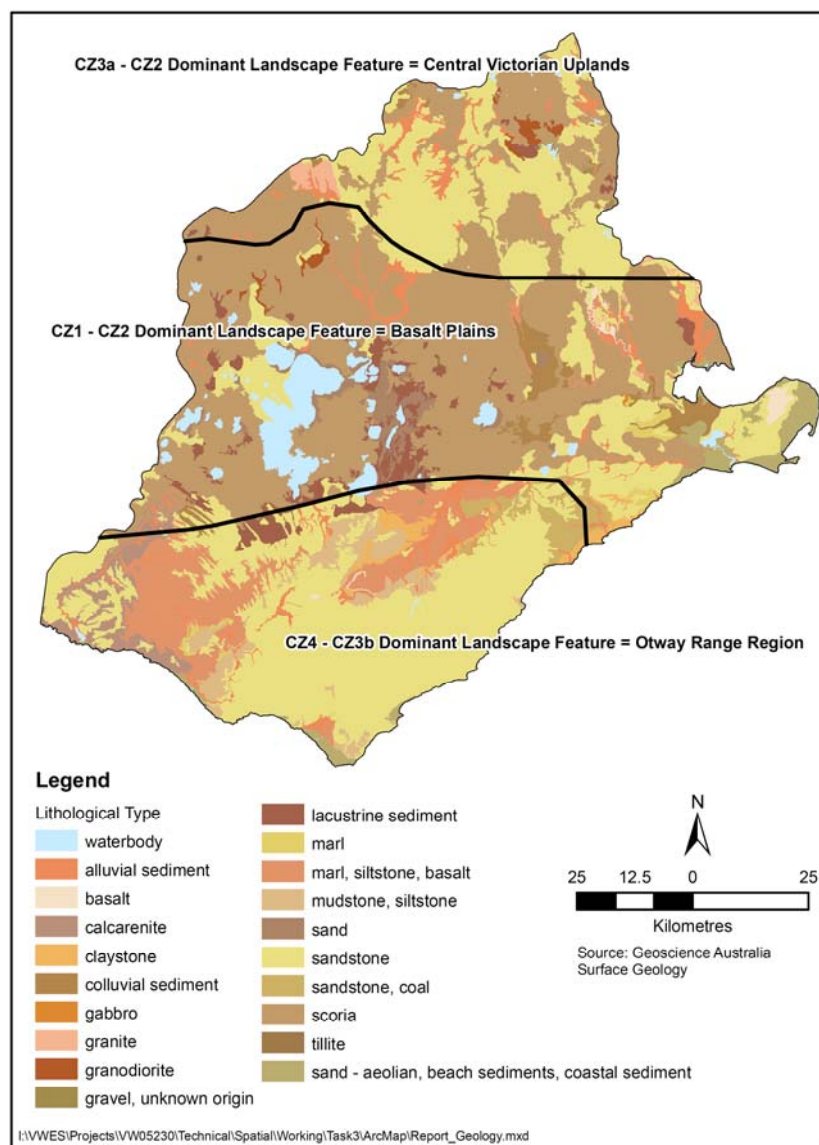 CZ3a - CZ2 Dominant Landscape Feature = Central Victorian Uplands
CZ1 - CZ2 Dominant Landscape Feature = Basalt Plains
CZ4 - CZ3b Dominant Landscape Feature = Otway Range Region
Legend
Lithological Type
waterbody
alluvial sediment
basalt
calcarenite
claystone
colluvial sediment
gabbro
granite
granodiorite
gravel, unknown origin
lacustrine sediment
marl
marl, siltstone, basalt
mudstone, siltstone
sand
sandstone
sandstone, coal
scoria
tillite
sand - aeolian, beach sediments, coastal sediment
N
25 12.5 0 25
Kilometres
Source: Geoscience Australia
Surface Geology
I:\VWES\Projects\VW05230\Technical\Spatial\Working\Task3\ArcMap\Report_Geology.mxd